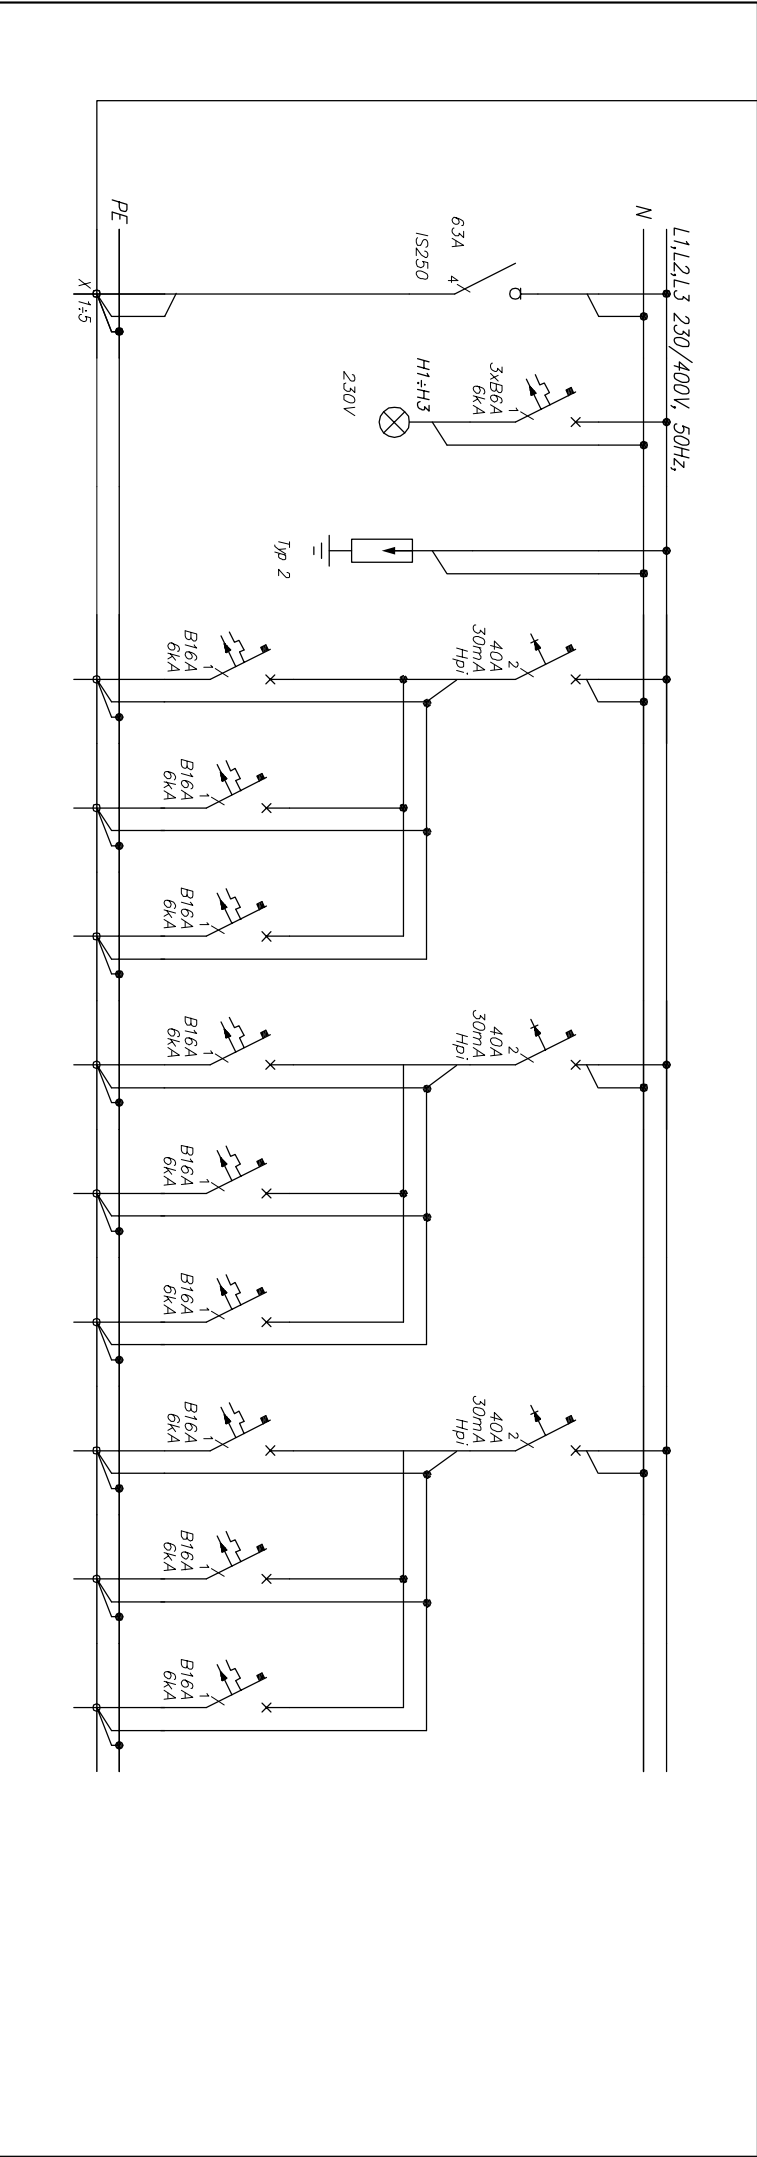 L1,L2,L3 230/400V, 50Hz,
N
63A
IS250
4
PE
X 1÷5
3xB6A
6kA
1
H1÷H3
230V
Typ 2
40A
30mA
Hpi
2
B16A
6kA
1
B16A
6kA
1
B16A
6kA
1
40A
30mA
Hpi
2
B16A
6kA
1
B16A
6kA
1
B16A
6kA
1
40A
30mA
Hpi
2
B16A
6kA
1
B16A
6kA
1
B16A
6kA
1